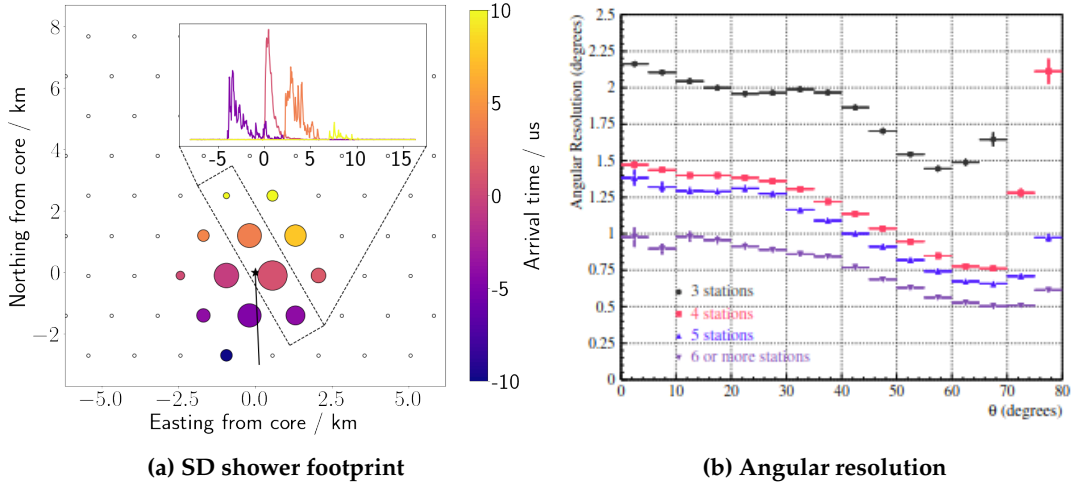 8
6
4
2
0
−2
Northing from core / km
−5.0 −2.5 0.0 2.5 5.0
Easting from core / km
-5 0 5 10 15
10
5
0
-5
-10
Arrival time / us
(a) SD shower footprint
Angular Resolution (degrees)
2.5
2.25
2
1.75
1.5
1.25
1
0.75
0.5
0.25
0
3 stations
4 stations
5 stations
6 or more stations
0 10 20 30 40 50 60 70 80
θ (degrees)
(b) Angular resolution